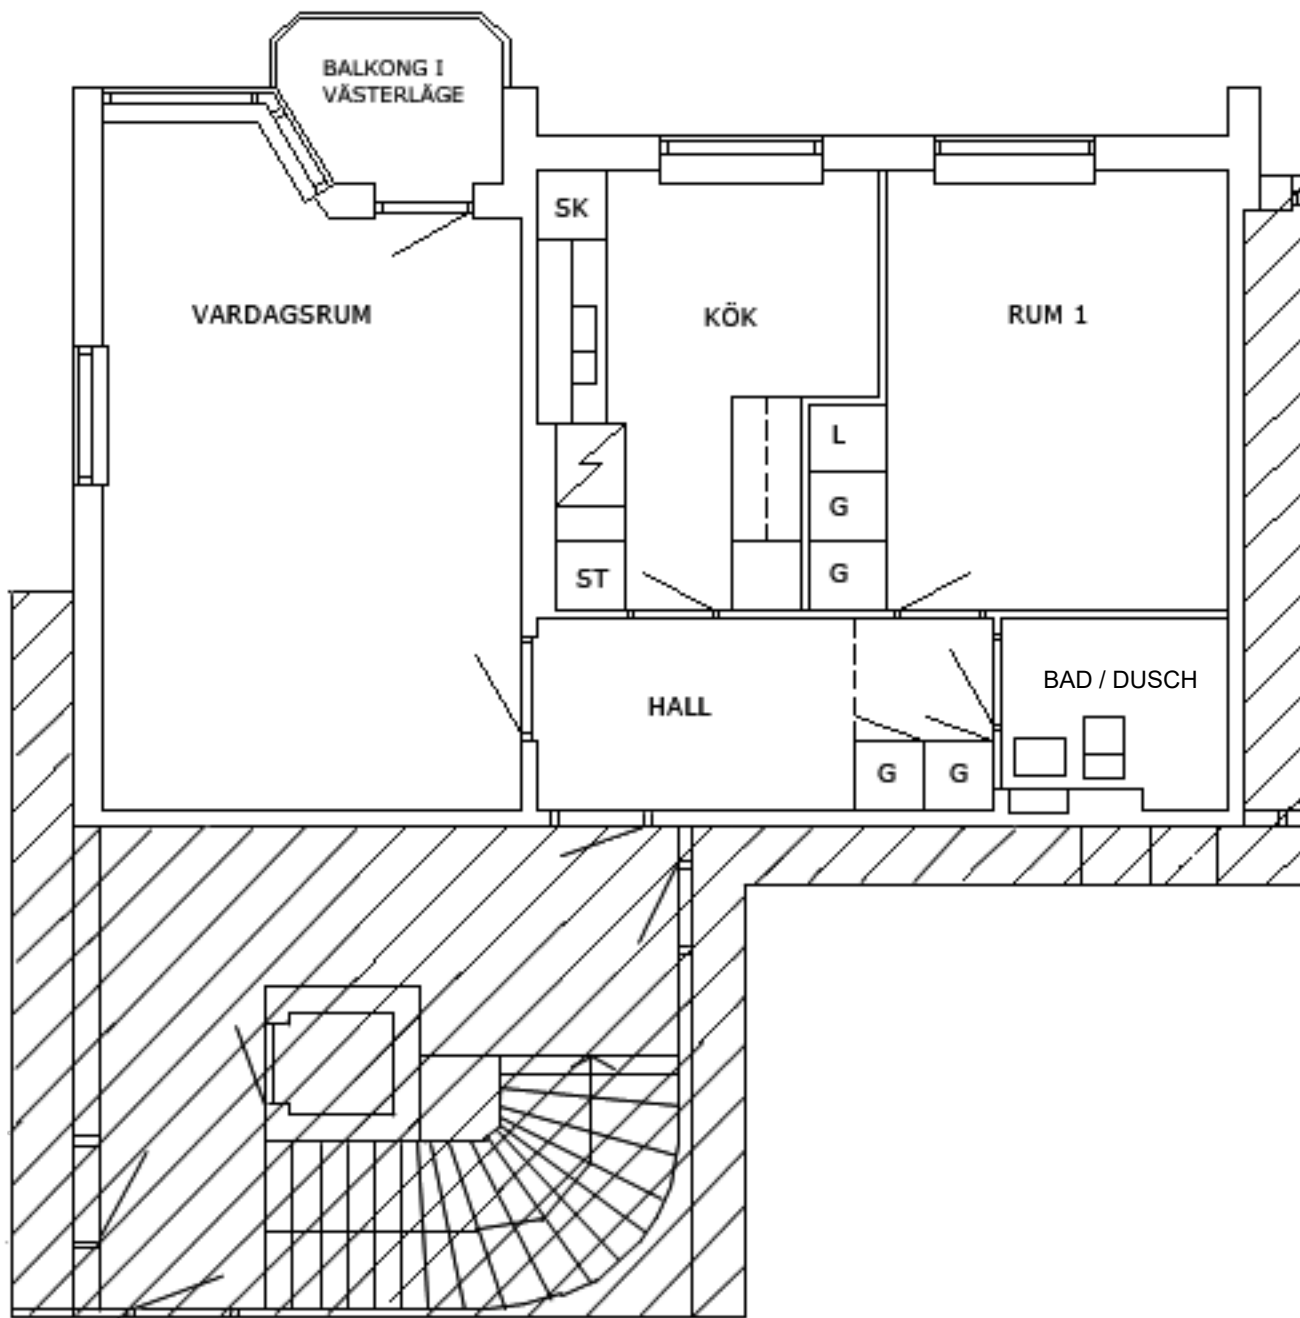 BALKONG I
VÄSTERLÄGE
SK
VARDAGSRUM
KÖK
RUM 1
L
G
G
ST
BAD / DUSCH
HALL
G
G